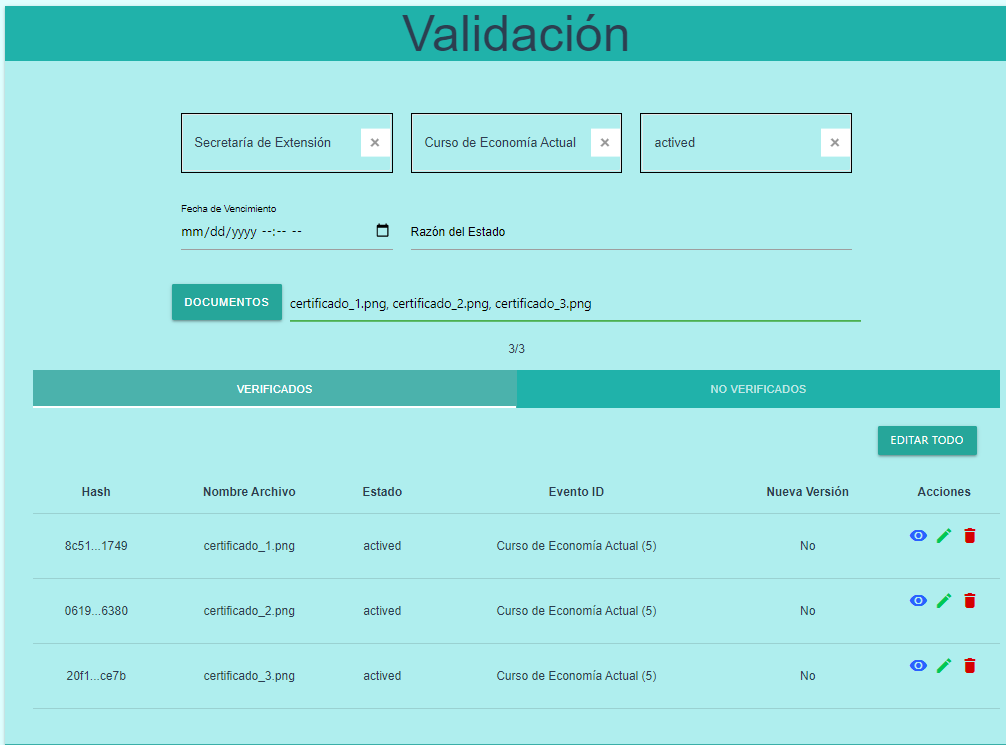 Validación
Secretaría de Extensión × Curso de Economía Actual × actived ×
Fecha de Vencimiento
mm/dd/yyyy --:-- -- Razón del Estado
DOCUMENTOS certificado_1.png, certificado_2.png, certificado_3.png
3/3
VERIFICADOS NO VERIFICADOS
EDITAR TODO
Hash Nombre Archivo Estado Evento ID Nueva Versión Acciones
8c51...1749 certificado_1.png actived Curso de Economía Actual (5) No
0619...6380 certificado_2.png actived Curso de Economía Actual (5) No
20f1...ce7b certificado_3.png actived Curso de Economía Actual (5) No